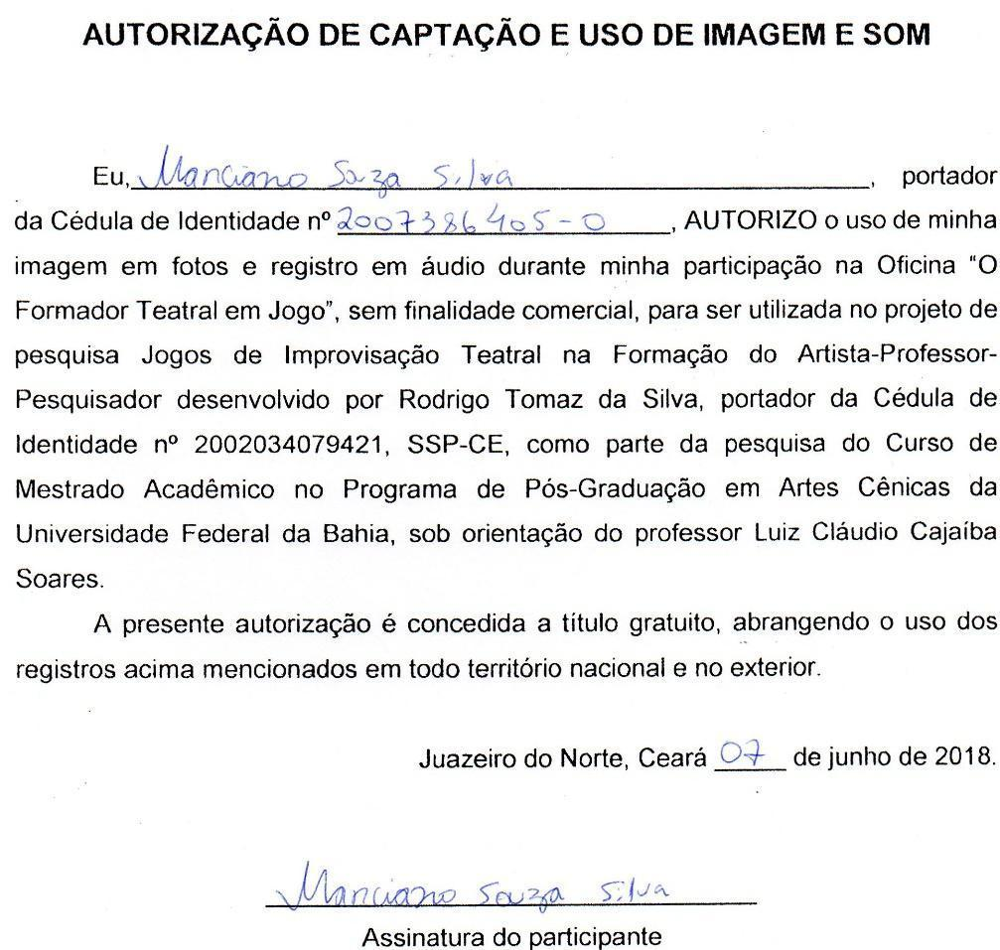 AUTORIZAÇÃO DE CAPTAÇÃO E USO DE IMAGEM E SOM
Eu, Manciano Souza Silva, portador
da Cédula de Identidade nº 2007386405-0, AUTORIZO o uso de minha
imagem em fotos e registro em áudio durante minha participação na Oficina “O
Formador Teatral em Jogo”, sem finalidade comercial, para ser utilizada no projeto de
pesquisa Jogos de Improvisação Teatral na Formação do Artista-Professor-
Pesquisador desenvolvido por Rodrigo Tomaz da Silva, portador da Cédula de
Identidade nº 2002034079421, SSP-CE, como parte da pesquisa do Curso de
Mestrado Acadêmico no Programa de Pós-Graduação em Artes Cênicas da
Universidade Federal da Bahia, sob orientação do professor Luiz Cláudio Cajaíba
Soares.
A presente autorização é concedida a título gratuito, abrangendo o uso dos
registros acima mencionados em todo território nacional e no exterior.
Juazeiro do Norte, Ceará 07 de junho de 2018.
Manciano Souza Silva
Assinatura do participante